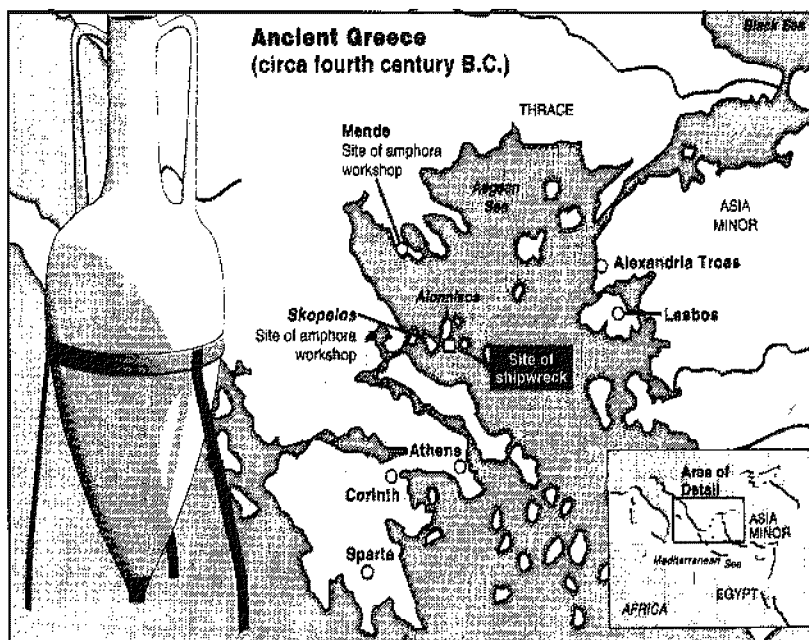 Ancient Greece
(circa fourth century B.C.)
Black Sea
THRACE
Mende
Site of amphora
workshop
Aegean
Sea
ASIA
MINOR
Alexandria Troas
Alonnisos
Lesbos
Skopelos
Site of amphora
workshop
Site of
shipwreck
Athens
Corinth
Sparta
Area of
Detail
ASIA
MINOR
Mediterranean Sea
EGYPT
AFRICA